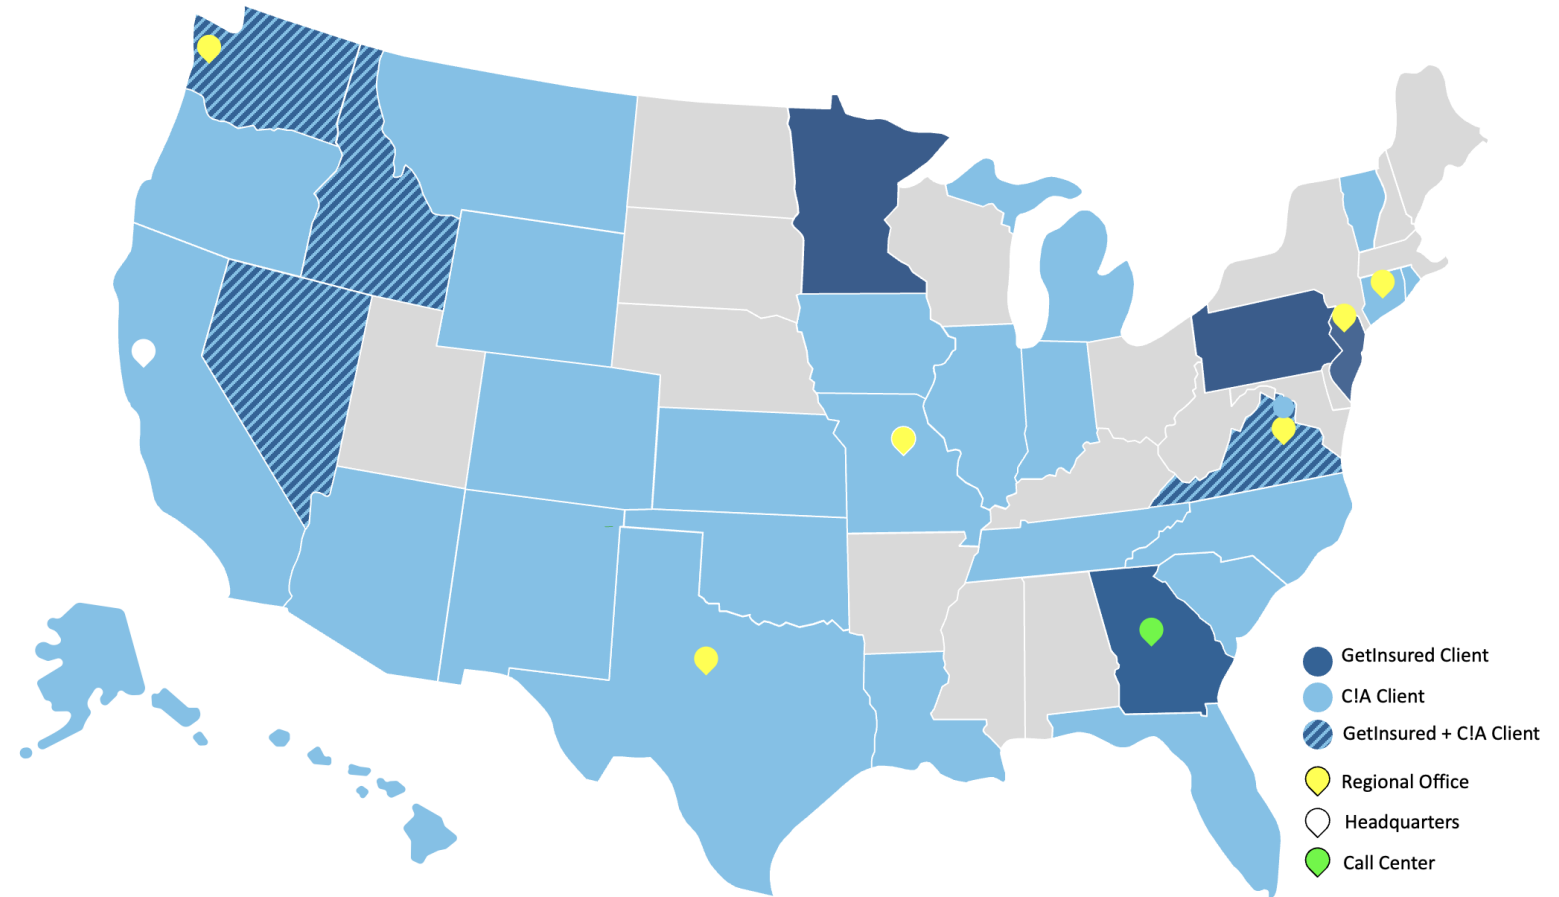 GetInsured Client
C!A Client
GetInsured + C!A Client
Regional Office
Headquarters
Call Center